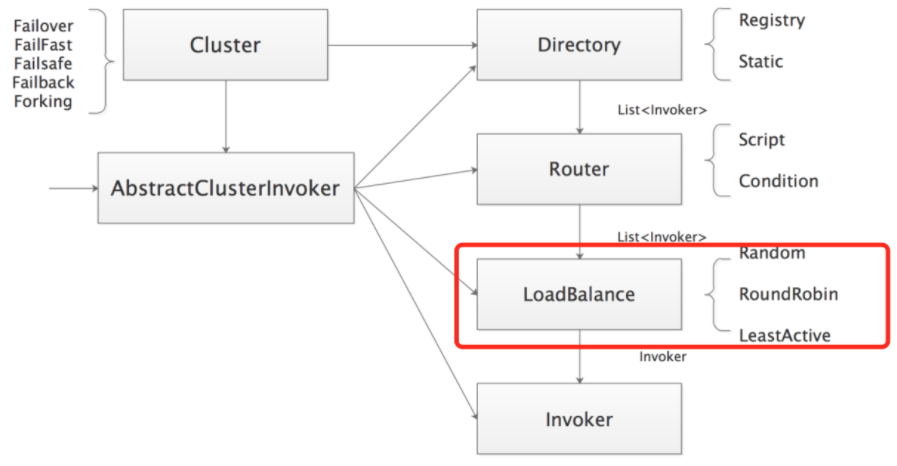 Failover
FailFast
Failsafe
Failback
Forking
Cluster
Directory
Registry
Static
List<Invoker>
AbstractClusterInvoker
Router
Script
Condition
List<Invoker>
LoadBalance
Random
RoundRobin
LeastActive
Invoker
Invoker